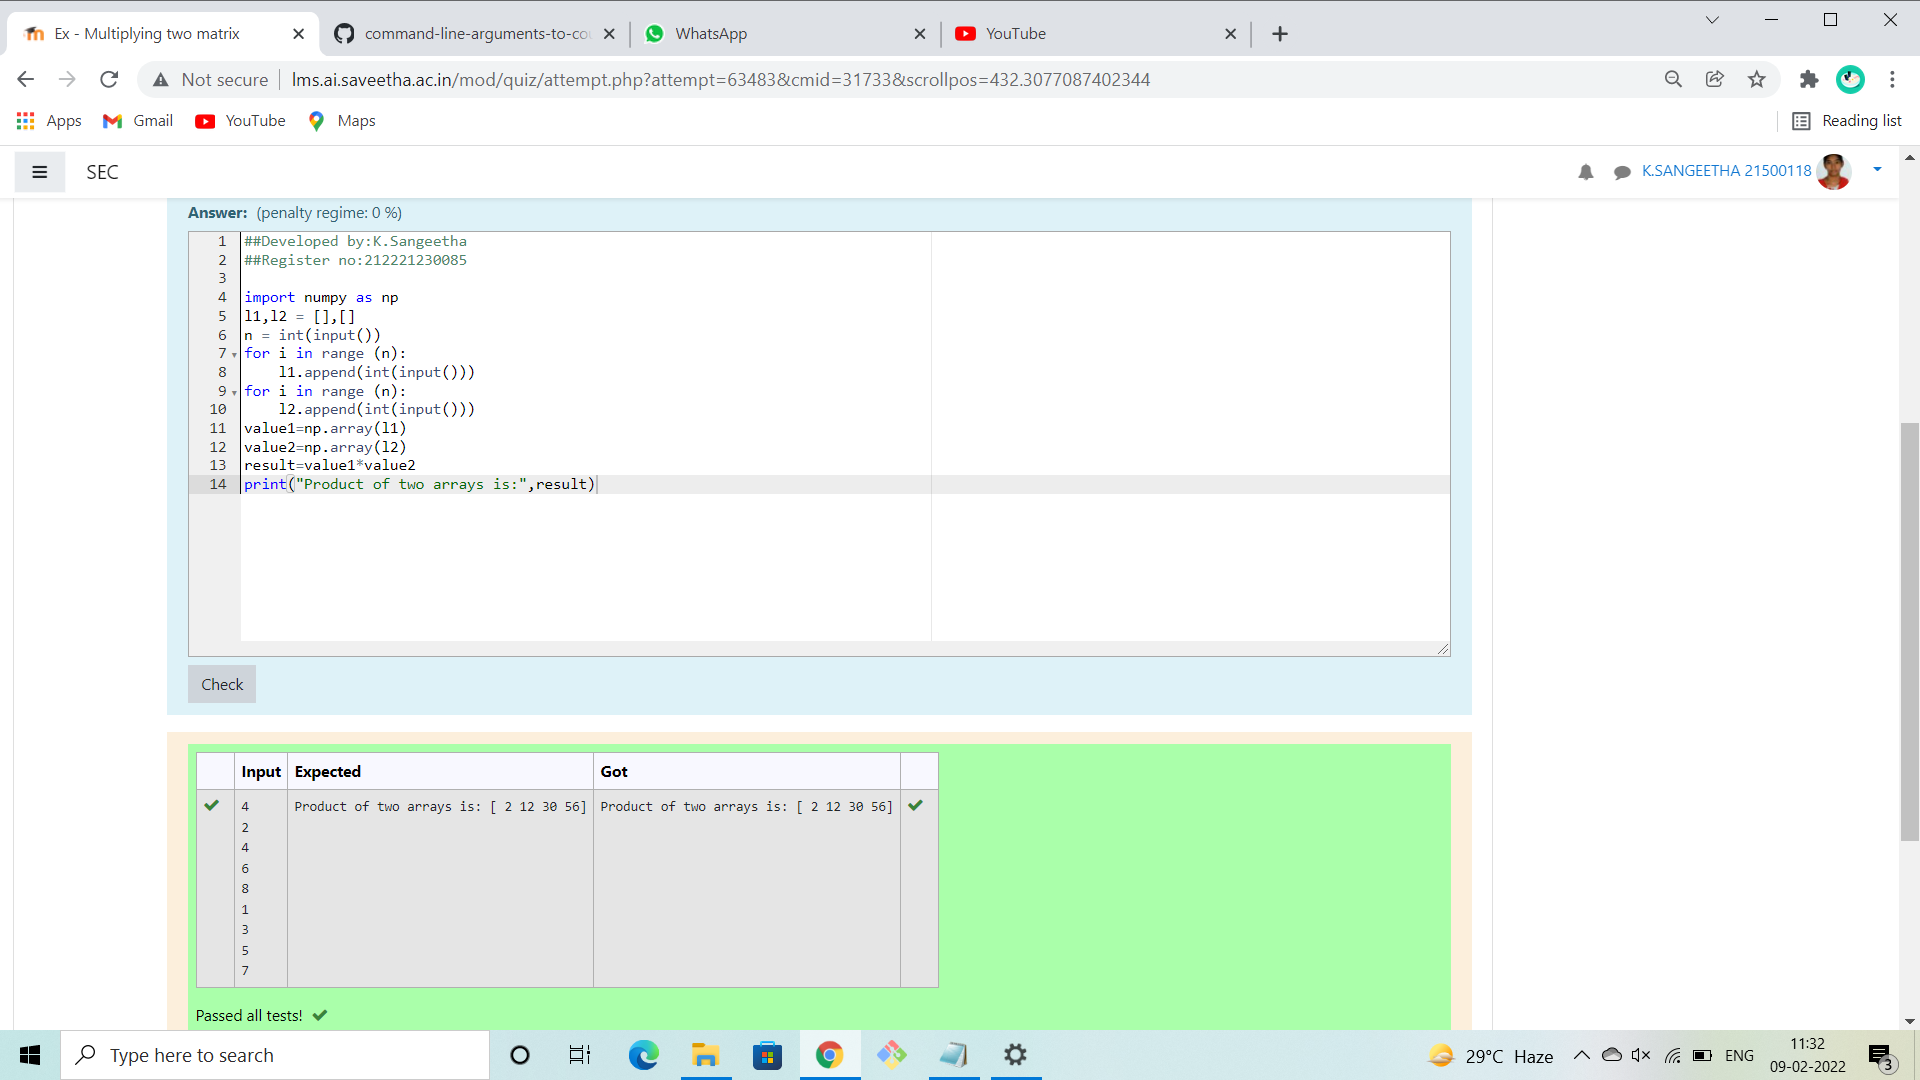 Ex - Multiplying two matrix
command-line-arguments-to-cou
WhatsApp
YouTube
Not secure
lms.ai.saveetha.ac.in/mod/quiz/attempt.php?attempt=63483&cmid=31733&scrollpos=432.3077087402344
Apps
Gmail
YouTube
Maps
Reading list
SEC
K.SANGEETHA 21500118
Answer: (penalty regime: 0 %)
1 ##Developed by:K.Sangeetha
2 ##Register no:212221230085
3
4 import numpy as np
5 l1,l2 = [],[]
6 n = int(input())
7 for i in range (n):
8     l1.append(int(input()))
9 for i in range (n):
10     l2.append(int(input()))
11 value1=np.array(l1)
12 value2=np.array(l2)
13 result=value1*value2
14 print("Product of two arrays is:",result)
Check
Input Expected Got
4 Product of two arrays is: [ 2 12 30 56] Product of two arrays is: [ 2 12 30 56]
2
4
6
8
1
3
5
7
Passed all tests!
Type here to search
29°C Haze
ENG
11:32
09-02-2022
3